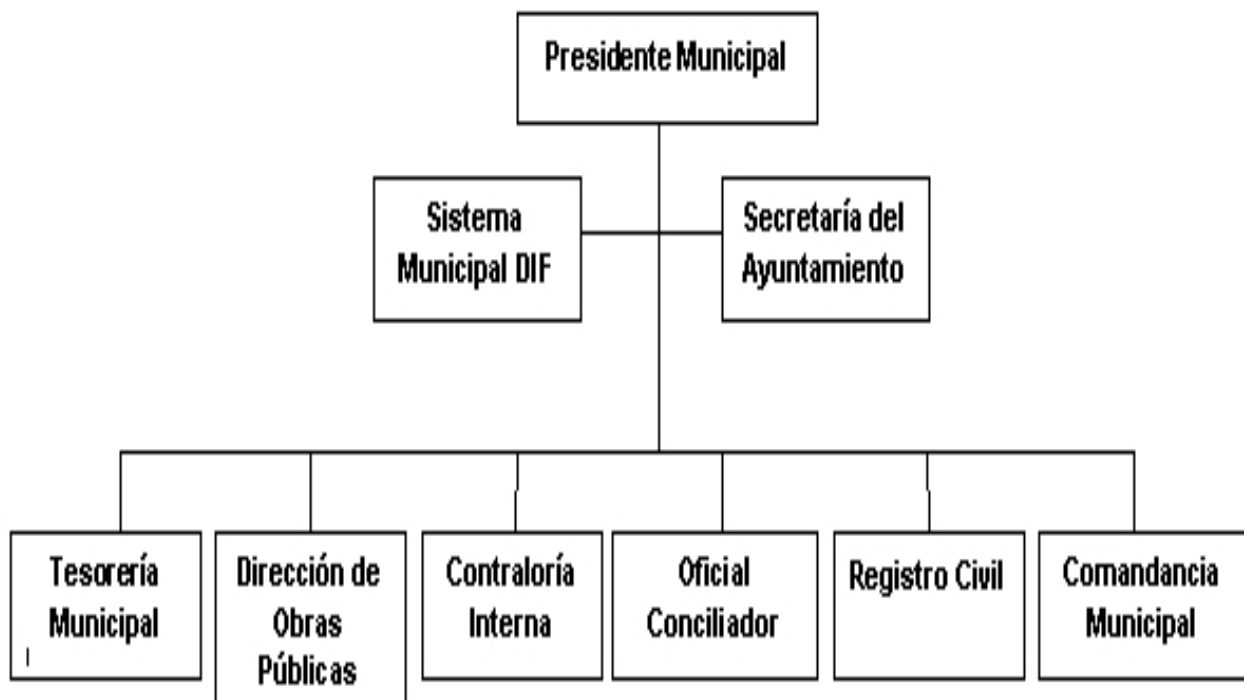 Presidente Municipal
Sistema
Municipal DIF
Secretaría del
Ayuntamiento
Tesorería
Municipal
Dirección de
Obras
Públicas
Contraloría
Interna
Oficial
Conciliador
Registro Civil
Comandancia
Municipal